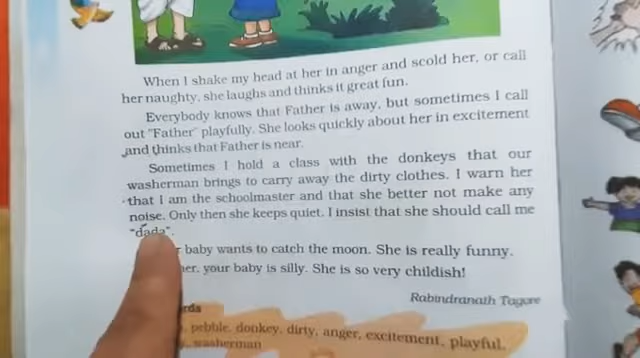 When I shake my head at her in anger and scold her, or call
her naughty, she laughs and thinks it great fun.
Everybody knows that Father is away, but sometimes I call
out "Father" playfully. She looks quickly about her in excitement
and thinks that Father is near.
Sometimes I hold a class with the donkeys that our
washerman brings to carry away the dirty clothes. I warn her
that I am the schoolmaster and that she better not make any
noise. Only then she keeps quiet. I insist that she should call me
"dada".
baby wants to catch the moon. She is really funny.
your baby is silly. She is so very childish!
Rabindranath Tagore
pebble, donkey, dirty, anger, excitement, playful,
washerman